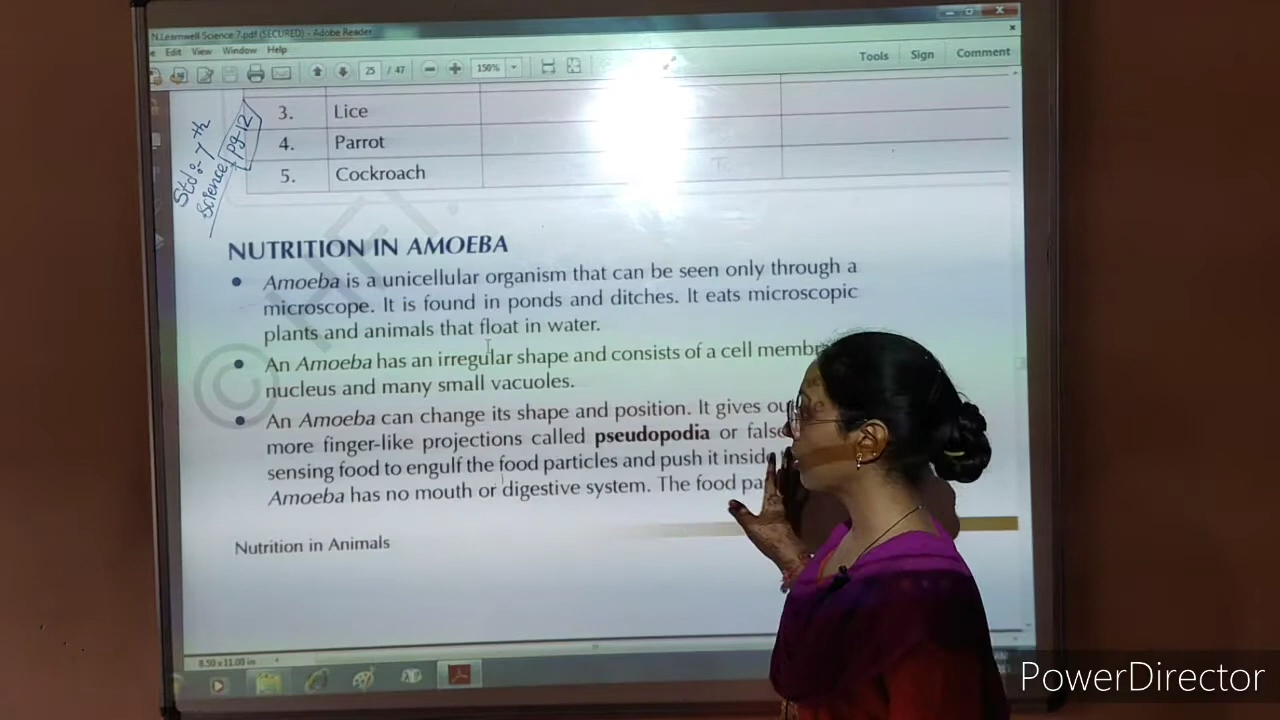 N.Learnwell Science 7.pdf (SECURED) - Adobe Reader
Edit View Window Help
25 / 47 150% Tools Sign Comment
3. Lice
4. Parrot
5. Cockroach
Std:- 7th
Science
pg-12
NUTRITION IN AMOEBA
• Amoeba is a unicellular organism that can be seen only through a
microscope. It is found in ponds and ditches. It eats microscopic
plants and animals that float in water.
• An Amoeba has an irregular shape and consists of a cell membr
nucleus and many small vacuoles.
• An Amoeba can change its shape and position. It gives ou
more finger-like projections called pseudopodia or false
sensing food to engulf the food particles and push it inside
Amoeba has no mouth or digestive system. The food pa
Nutrition in Animals
8.50 x 11.00 in
PowerDirector